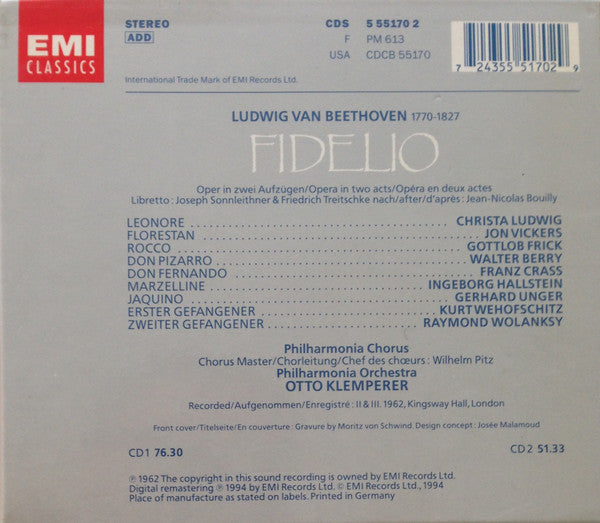 EMI
CLASSICS
STEREO
ADD
CDS 5 55170 2
F PM 613
USA CDCB 55170
7 24355 51702 9
International Trade Mark of EMI Records Ltd.
LUDWIG VAN BEETHOVEN 1770-1827
FIDELIO
Oper in zwei Aufzügen/Opera in two acts/Opéra en deux actes
Libretto : Joseph Sonnleithner & Friedrich Treitschke nach/after/d'après : Jean-Nicolas Bouilly
LEONORE ........ CHRISTA LUDWIG
FLORESTAN ........ JON VICKERS
ROCCO ........ GOTTLOB FRICK
DON PIZARRO ........ WALTER BERRY
DON FERNANDO ........ FRANZ CRASS
MARZELLINE ........ INGEBORG HALLSTEIN
JAQUINO ........ GERHARD UNGER
ERSTER GEFANGENER ........ KURT WEHOFSCHITZ
ZWEITER GEFANGENER ........ RAYMOND WOLANKSY
Philharmonia Chorus
Chorus Master/Chorleitung/Chef des chœurs : Wilhelm Pitz
Philharmonia Orchestra
OTTO KLEMPERER
Recorded/Aufgenommen/Enregistré : II & III. 1962, Kingsway Hall, London
Front cover/Titelseite/En couverture : Gravure by Moritz von Schwind. Design concept : Josée Malamoud
CD 1 76.30
CD 2 51.33
℗ 1962 The copyright in this sound recording is owned by EMI Records Ltd.
Digital remastering ℗ 1994 by EMI Records Ltd. © EMI Records Ltd., 1994
Place of manufacture as stated on labels. Printed in Germany